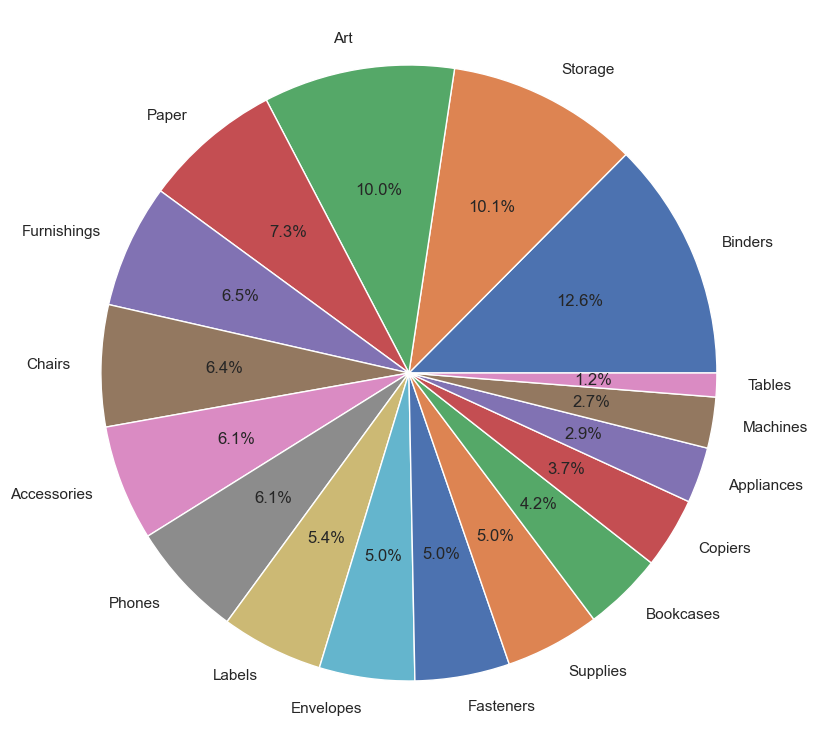 Art
Storage
Paper
10.0%
10.1%
7.3%
Furnishings
Binders
6.5%
12.6%
Chairs
6.4%
1.2%
Tables
2.7%
Machines
6.1%
2.9%
Accessories
3.7%
Appliances
6.1%
4.2%
5.4%
5.0%
5.0%
5.0%
Copiers
Phones
Bookcases
Labels
Supplies
Envelopes
Fasteners